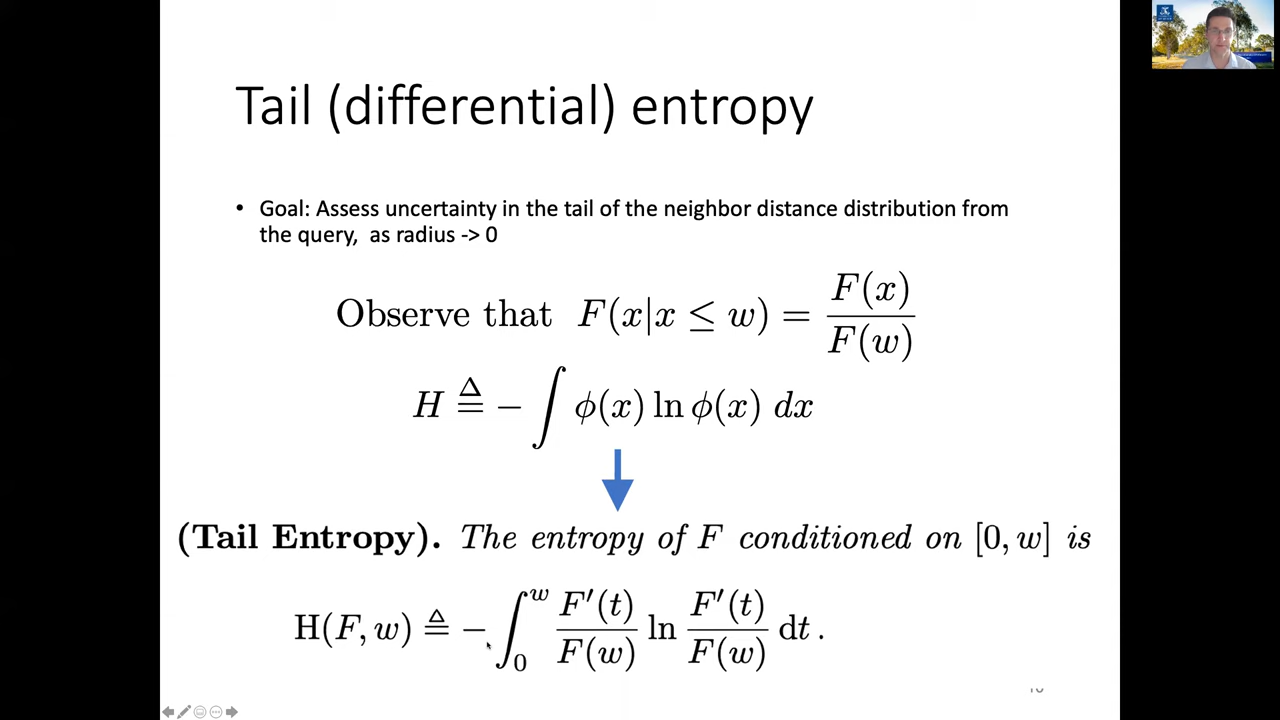 Tail (differential) entropy
• Goal: Assess uncertainty in the tail of the neighbor distance distribution from
the query, as radius -> 0
Observe that F(x|x ≤ w) = F(x)/F(w)
H ≜ − ∫ ϕ(x) ln ϕ(x) dx
(Tail Entropy). The entropy of F conditioned on [0, w] is
H(F, w) ≜ − ∫₀ʷ F′(t)/F(w) ln F′(t)/F(w) dt .